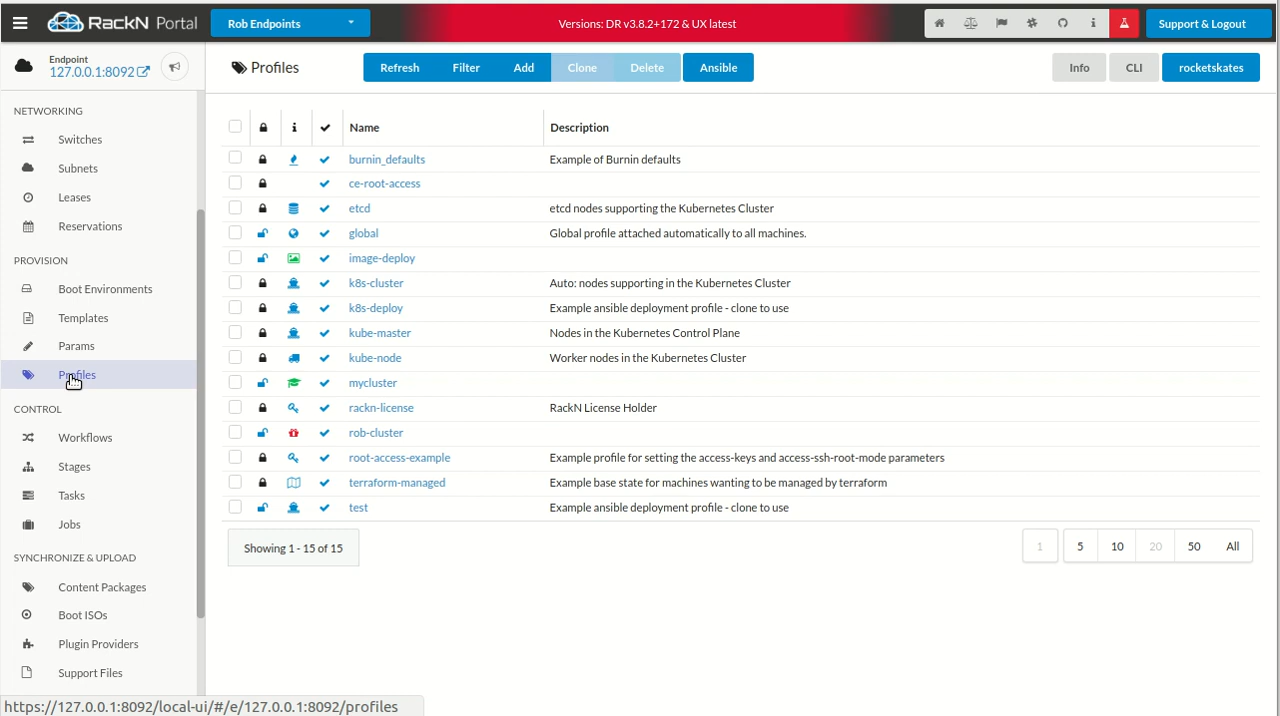 RACKN Portal
Rob Endpoints
Versions: DR v3.8.2+172 & UX latest
Support & Logout
Endpoint
127.0.0.1:8092
Profiles
Refresh
Filter
Add
Clone
Delete
Ansible
Info
CLI
rocketskates
NETWORKING
Switches
Subnets
Leases
Reservations
PROVISION
Boot Environments
Templates
Params
Profiles
CONTROL
Workflows
Stages
Tasks
Jobs
SYNCHRONIZE & UPLOAD
Content Packages
Boot ISOs
Plugin Providers
Support Files
Name Description
burnin_defaults Example of Burnin defaults
ce-root-access
etcd etcd nodes supporting the Kubernetes Cluster
global Global profile attached automatically to all machines.
image-deploy
k8s-cluster Auto: nodes supporting in the Kubernetes Cluster
k8s-deploy Example ansible deployment profile - clone to use
kube-master Nodes in the Kubernetes Control Plane
kube-node Worker nodes in the Kubernetes Cluster
mycluster
rackn-license RackN License Holder
rob-cluster
root-access-example Example profile for setting the access-keys and access-ssh-root-mode parameters
terraform-managed Example base state for machines wanting to be managed by terraform
test Example ansible deployment profile - clone to use
Showing 1 - 15 of 15
1
5 10 20 50 All
https://127.0.0.1:8092/local-ui/#/e/127.0.0.1:8092/profiles